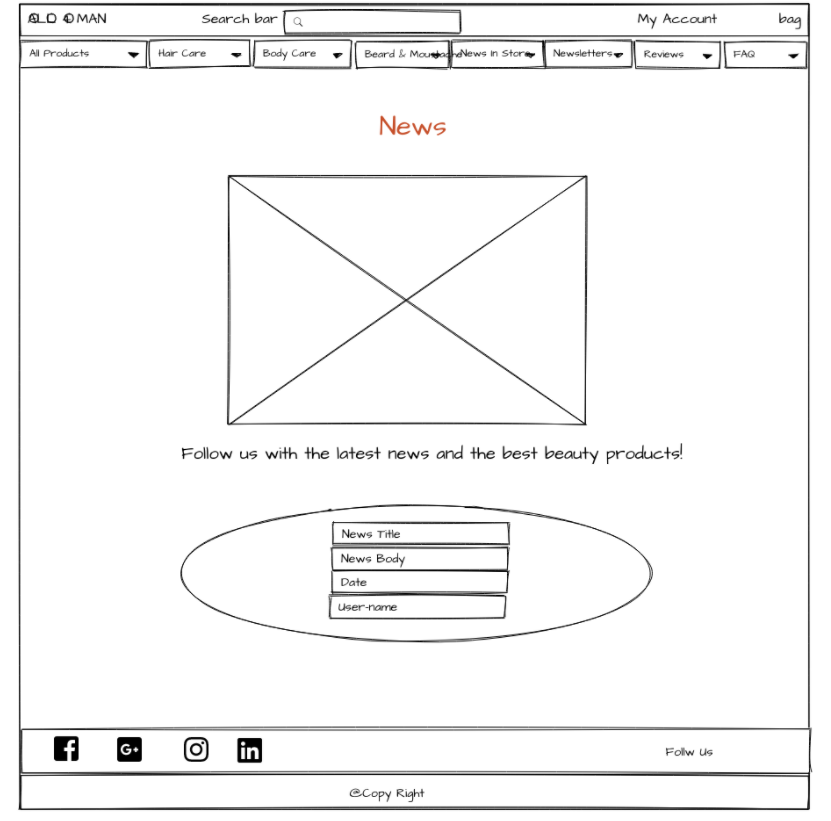 MAN
Search bar
My Account
bag
All Products
Hair Care
Body Care
Beard &
News In Store
Newsletters
Reviews
FAQ
News
Follow us with the latest news and the best beauty products!
News Title
News Body
Date
User-name
G+
in
Follw Us
@Copy Right